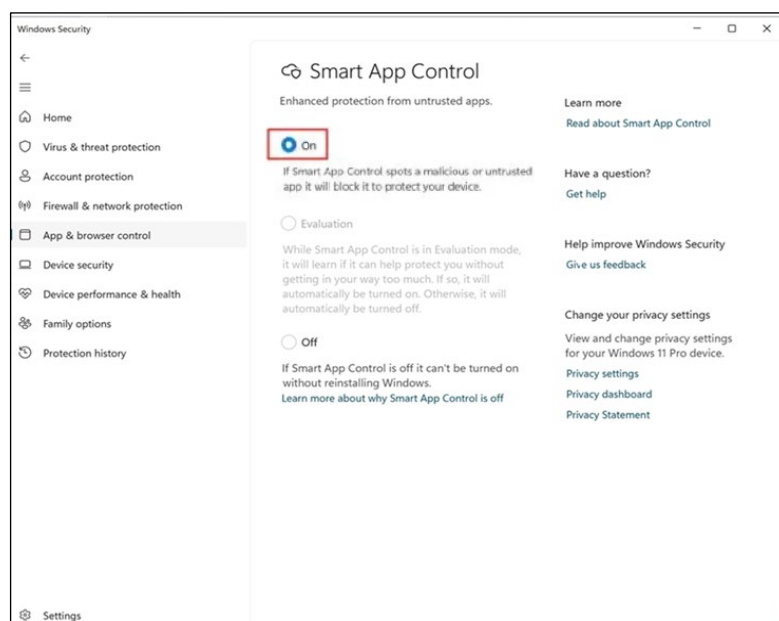 Windows Security
Home
Virus & threat protection
Account protection
Firewall & network protection
App & browser control
Device security
Device performance & health
Family options
Protection history
Settings
Smart App Control
Enhanced protection from untrusted apps.
On
If Smart App Control spots a malicious or untrusted
app it will block it to protect your device.
Evaluation
While Smart App Control is in Evaluation mode,
it will learn if it can help protect you without
getting in your way too much. If so, it will
automatically be turned on. Otherwise, it will
automatically be turned off.
Off
If Smart App Control is off it can't be turned on
without reinstalling Windows.
Learn more about why Smart App Control is off
Learn more
Read about Smart App Control
Have a question?
Get help
Help improve Windows Security
Give us feedback
Change your privacy settings
View and change privacy settings
for your Windows 11 Pro device.
Privacy settings
Privacy dashboard
Privacy Statement